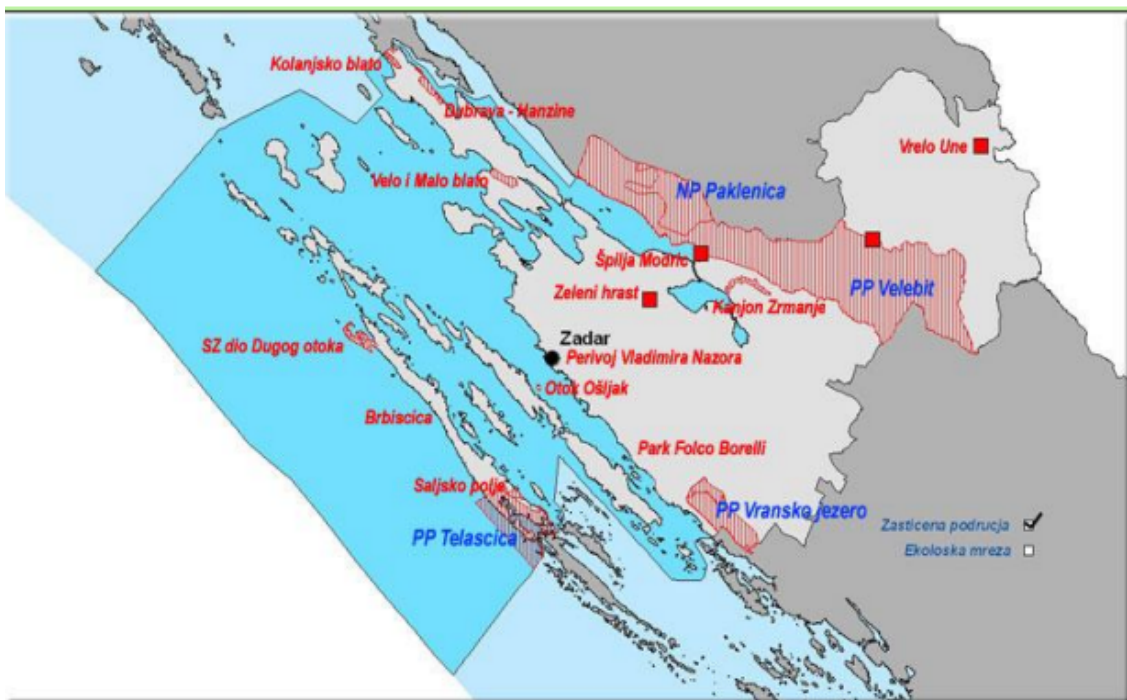 Kolanjsko blato
Dubrava - Hanzine
Vrelo Une
Velo i Malo blato
NP Paklenica
Špilja Modric
PP Velebit
Zeleni hrast
Kanjon Zrmanje
Zadar
SZ dio Dugog otoka
Perivoj Vladimira Nazora
Otok Ošljak
Brbiscica
Park Folco Borelli
Saljsko polje
PP Vransko jezero
PP Telascica
Zasticena podrucja
Ekoloska mreza